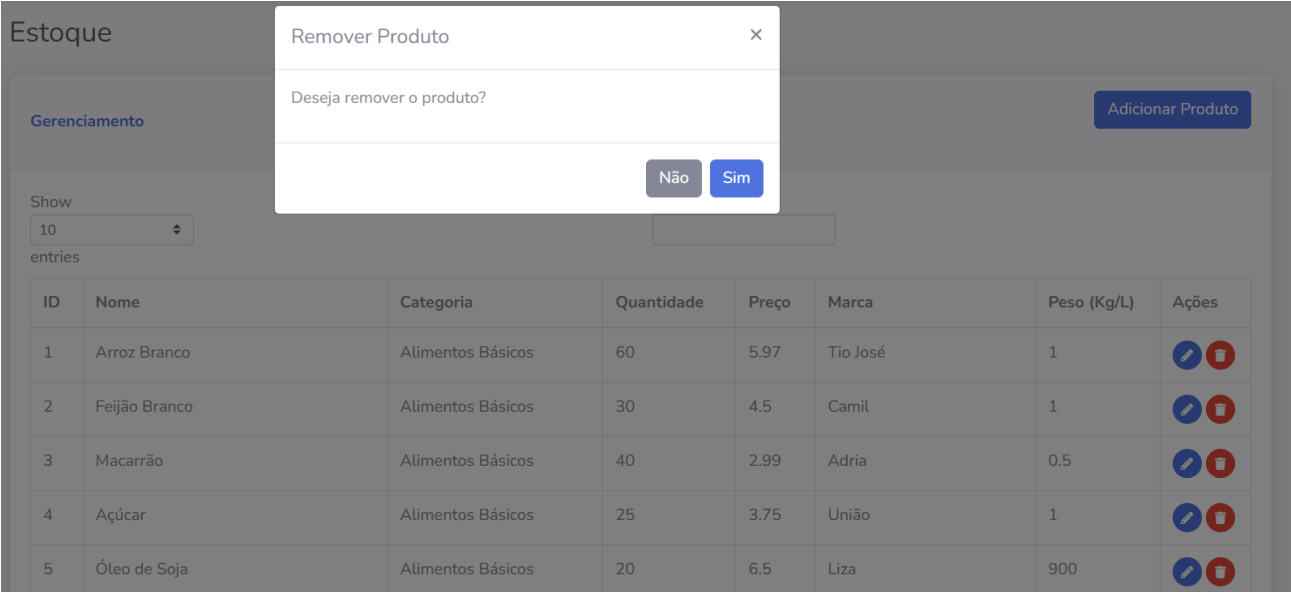 Estoque
Remover Produto ×
Deseja remover o produto?
Gerenciamento
Adicionar Produto
Não Sim
Show
10
entries
ID Nome Categoria Quantidade Preço Marca Peso (Kg/L) Ações
1 Arroz Branco Alimentos Básicos 60 5.97 Tio José 1
2 Feijão Branco Alimentos Básicos 30 4.5 Camil 1
3 Macarrão Alimentos Básicos 40 2.99 Adria 0.5
4 Açúcar Alimentos Básicos 25 3.75 União 1
5 Óleo de Soja Alimentos Básicos 20 6.5 Liza 900